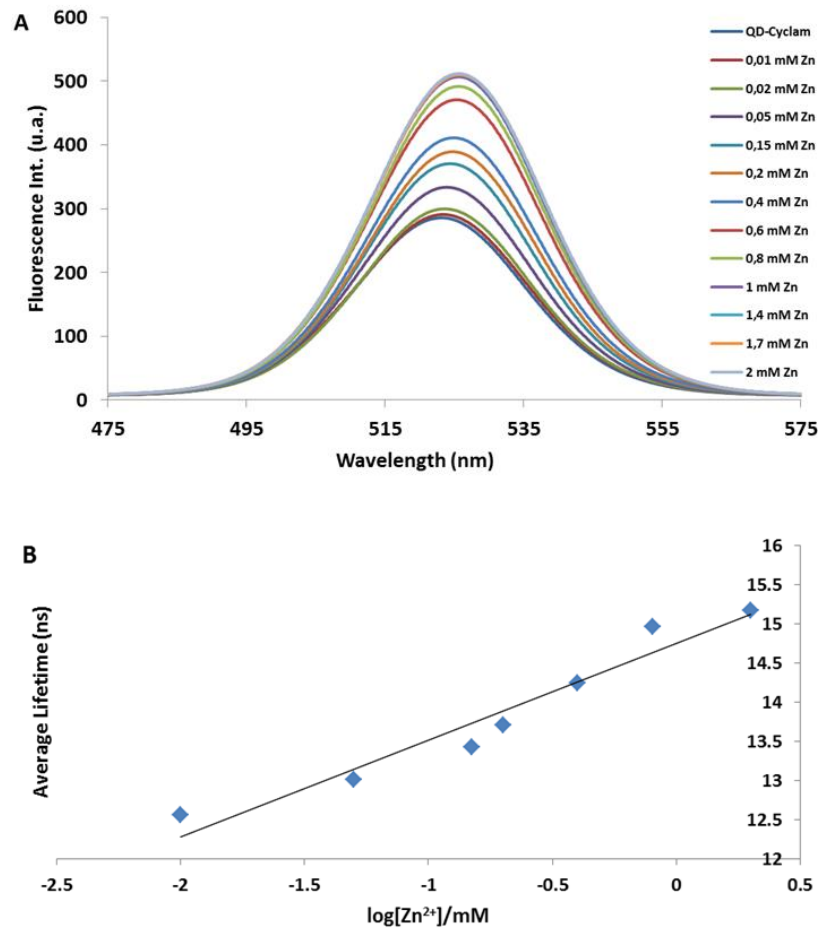 A
600
500
400
300
200
100
0
Fluorescence Int. (u.a.)
475 495 515 535 555 575
Wavelength (nm)
QD-Cyclam
0,01 mM Zn
0,02 mM Zn
0,05 mM Zn
0,15 mM Zn
0,2 mM Zn
0,4 mM Zn
0,6 mM Zn
0,8 mM Zn
1 mM Zn
1,4 mM Zn
1,7 mM Zn
2 mM Zn
B
Average Lifetime (ns)
16
15.5
15
14.5
14
13.5
13
12.5
12
-2.5 -2 -1.5 -1 -0.5 0 0.5
log[Zn²⁺]/mM